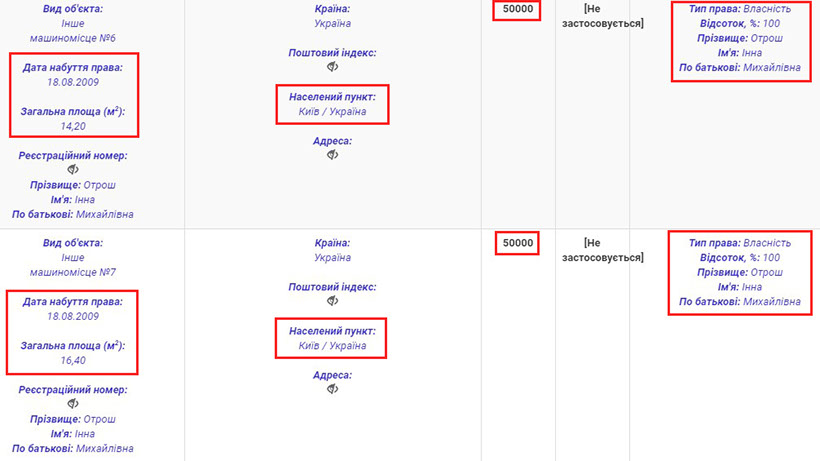 Вид об'єкта:
Інше
машиномісце №6
Дата набуття права:
18.08.2009
Загальна площа (м²):
14,20
Реєстраційний номер:
Прізвище: Отрош
Ім'я: Інна
По батькові: Михайлівна
Країна:
Україна
Поштовий індекс:
Населений пункт:
Київ / Україна
Адреса:
50000
[Не
застосовується]
Тип права: Власність
Відсоток, %: 100
Прізвище: Отрош
Ім'я: Інна
По батькові: Михайлівна
Вид об'єкта:
Інше
машиномісце №7
Дата набуття права:
18.08.2009
Загальна площа (м²):
16,40
Реєстраційний номер:
Прізвище: Отрош
Ім'я: Інна
По батькові: Михайлівна
Країна:
Україна
Поштовий індекс:
Населений пункт:
Київ / Україна
Адреса:
50000
[Не
застосовується]
Тип права: Власність
Відсоток, %: 100
Прізвище: Отрош
Ім'я: Інна
По батькові: Михайлівна